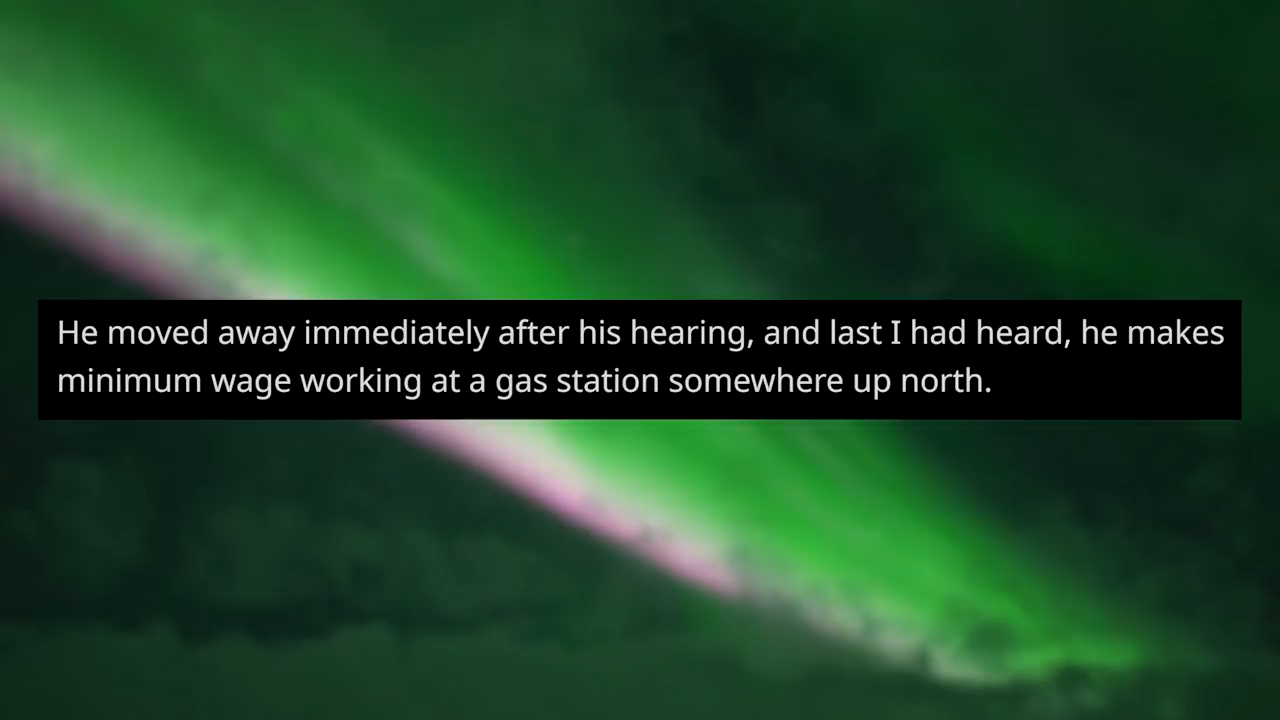 He moved away immediately after his hearing, and last I had heard, he makes
minimum wage working at a gas station somewhere up north.